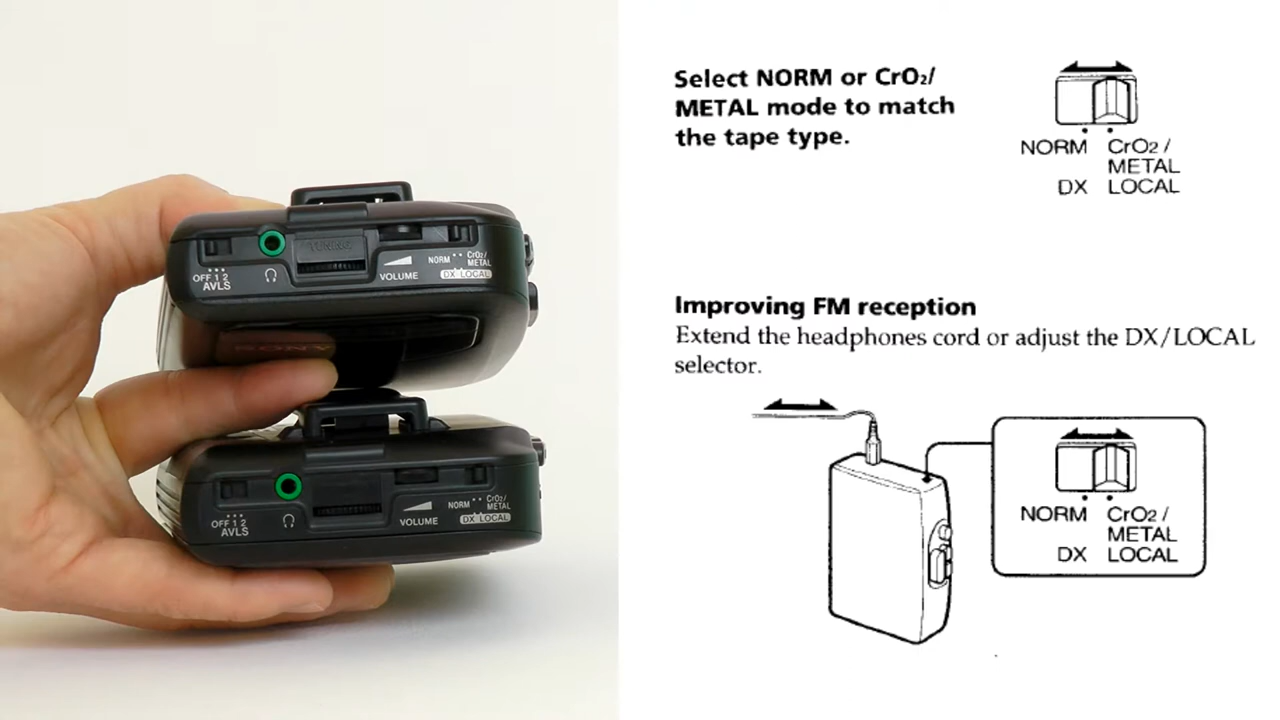 TUNING
OFF 1 2
AVLS
VOLUME
NORM CrO2/
METAL
DX LOCAL
SONY
OFF 1 2
AVLS
VOLUME
NORM CrO2/
METAL
DX LOCAL
Select NORM or CrO2/
METAL mode to match
the tape type.
NORM CrO2 /
METAL
DX LOCAL
Improving FM reception
Extend the headphones cord or adjust the DX/LOCAL
selector.
NORM CrO2 /
METAL
DX LOCAL